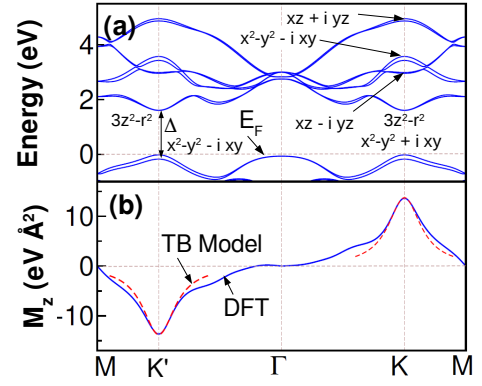 (a)
xz + i yz
x²-y² - i xy
Energy (eV)
4
2
0
3z²-r²
Δ
E_F
xz - i yz
3z²-r²
x²-y² - i xy
x²-y² + i xy
(b)
M_z (eV Å²)
10
0
-10
TB Model
DFT
M
K'
Γ
K
M